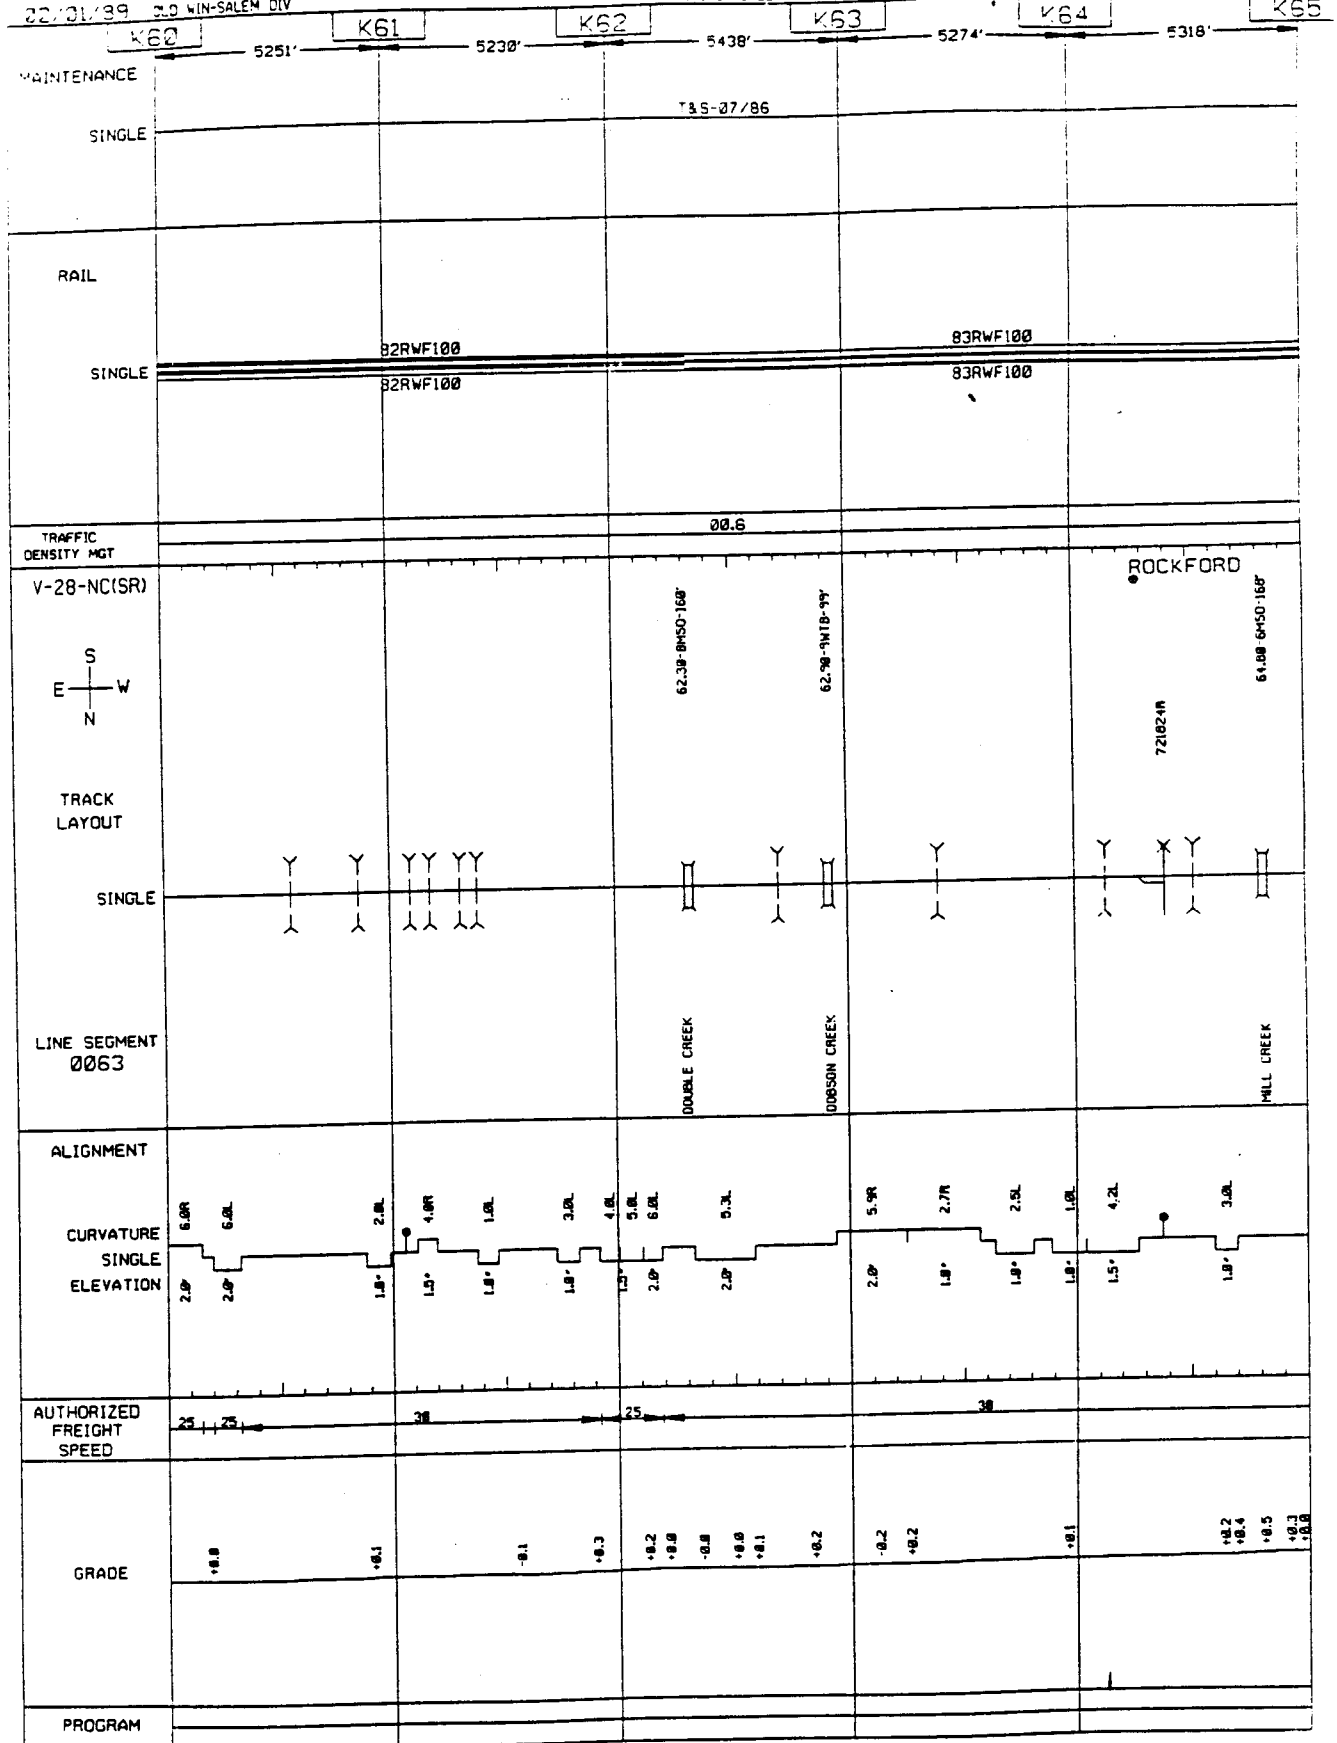 02/01/89 OLD WIN-SALEM DIV
K60 K61 K62 K63 K64 K65
5251' 5230' 5438' 5274' 5318'
MAINTENANCE
T&S-07/86
SINGLE
RAIL
82RWF100 83RWF100
SINGLE
82RWF100 83RWF100
TRAFFIC
DENSITY MGT
00.6
V-28-NC(SR)
ROCKFORD
S
E W
N
62.30-8MSO-160'
62.90-9WTB-99'
64.80-6MSO-168'
721824A
TRACK
LAYOUT
SINGLE
LINE SEGMENT
0063
DOUBLE CREEK
DOBSON CREEK
MILL CREEK
ALIGNMENT
6.0R 6.0L 2.0L 4.0R 1.0L 3.0L 4.0L 5.0L 6.0L 5.3L 5.9R 2.7R 2.5L 1.0L 4.2L 3.0L
CURVATURE
SINGLE
ELEVATION
2.0" 2.0" 1.0" 1.5" 1.0" 1.0" 1.5" 2.0" 2.0" 2.0" 1.0" 1.0" 1.0" 1.5" 1.0"
AUTHORIZED
FREIGHT
SPEED
25 25 30 25 30
GRADE
+0.0 +0.1 -0.1 +0.3 +0.2 +0.0 -0.0 +0.0 +0.1 +0.2 -0.2 +0.2 +0.1 +0.2 +0.4 +0.5 +0.3 +0.0
PROGRAM